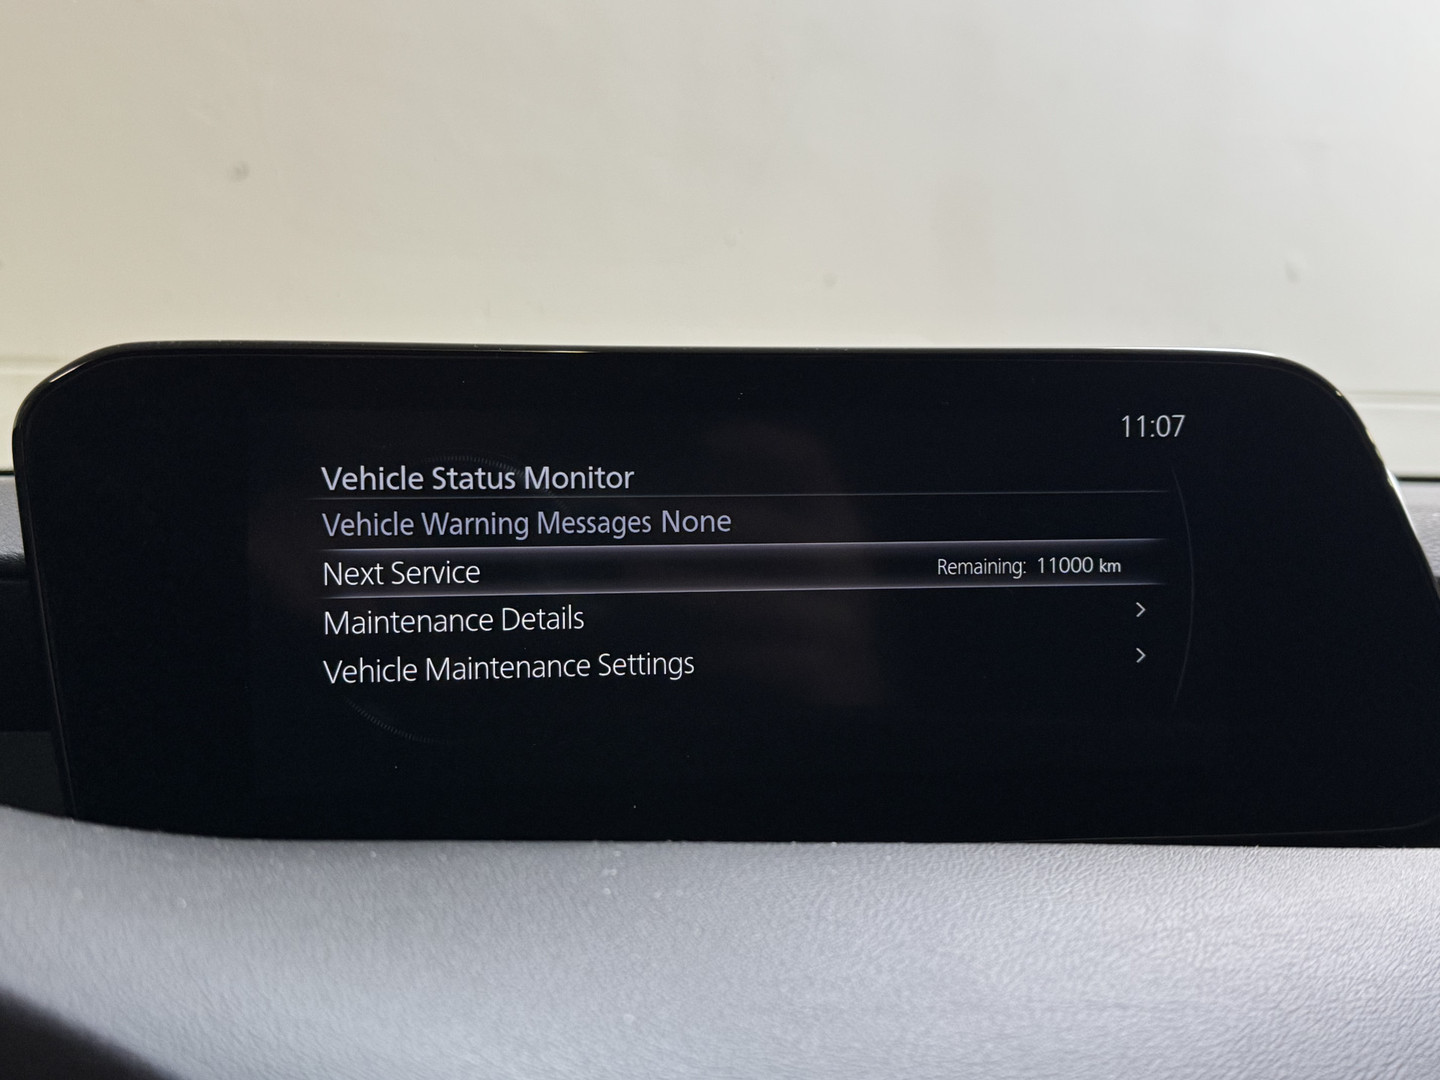 11:07
Vehicle Status Monitor
Vehicle Warning Messages None
Next Service Remaining: 11000 km
Maintenance Details
Vehicle Maintenance Settings